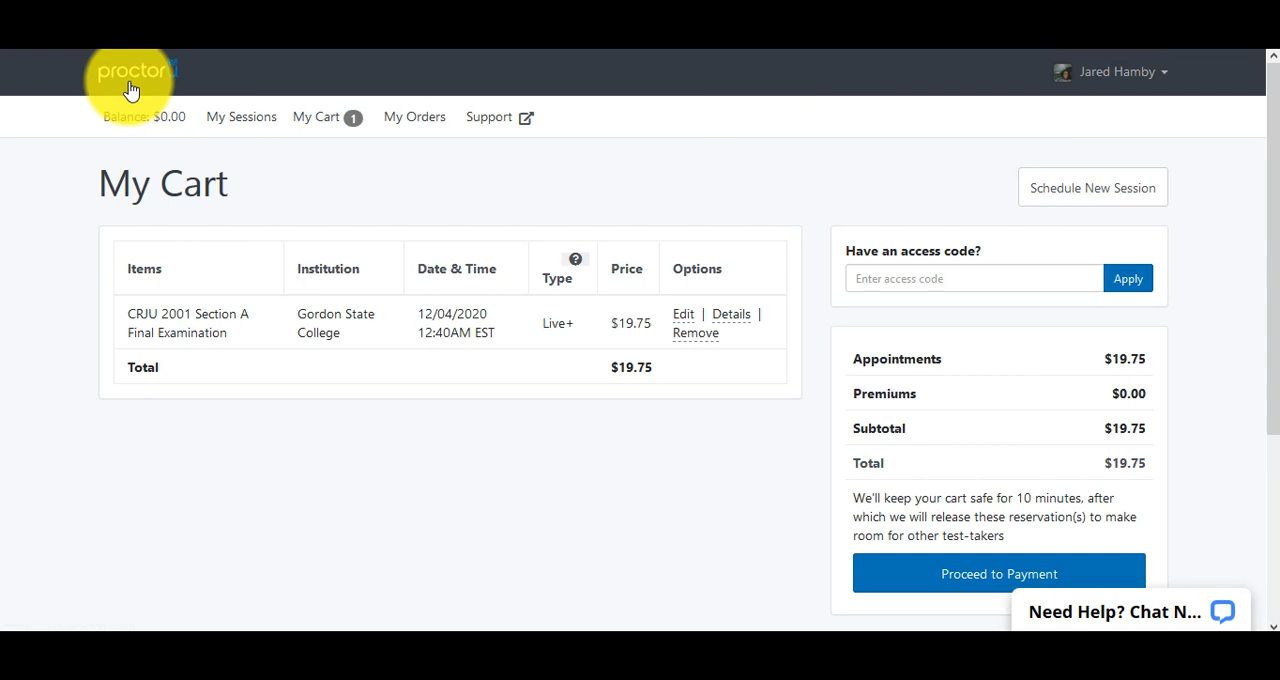 proctoru
Jared Hamby
Balance: $0.00 My Sessions My Cart 1 My Orders Support
My Cart
Schedule New Session
Items Institution Date & Time ? Type Price Options
CRJU 2001 Section A Gordon State 12/04/2020 Live+ $19.75 Edit | Details |
Final Examination College 12:40AM EST Remove
Total $19.75
Have an access code?
Enter access code Apply
Appointments $19.75
Premiums $0.00
Subtotal $19.75
Total $19.75
We'll keep your cart safe for 10 minutes, after
which we will release these reservation(s) to make
room for other test-takers
Proceed to Payment
Need Help? Chat N...